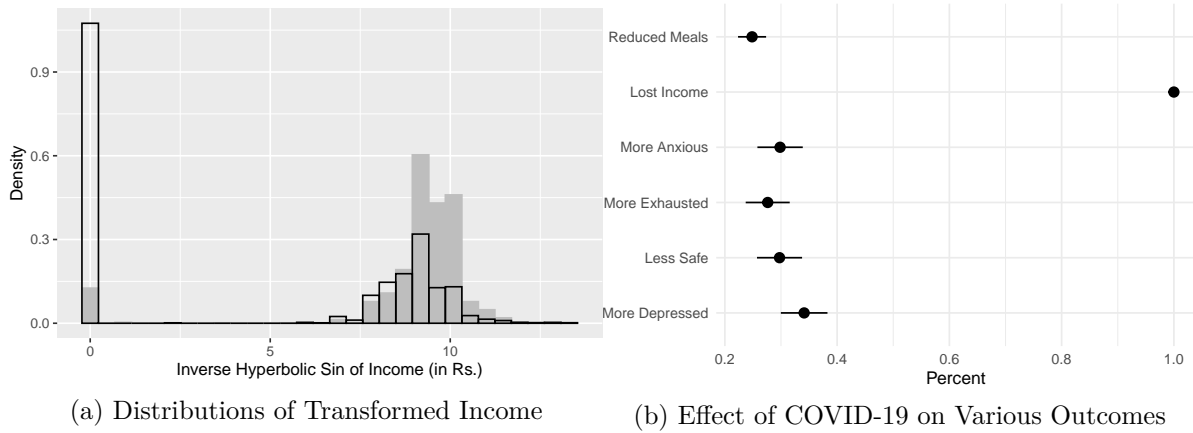 0.9
0.6
0.3
0.0
Density
0
5
10
Inverse Hyperbolic Sin of Income (in Rs.)
(a) Distributions of Transformed Income
Reduced Meals
Lost Income
More Anxious
More Exhausted
Less Safe
More Depressed
0.2
0.4
0.6
0.8
1.0
Percent
(b) Effect of COVID-19 on Various Outcomes